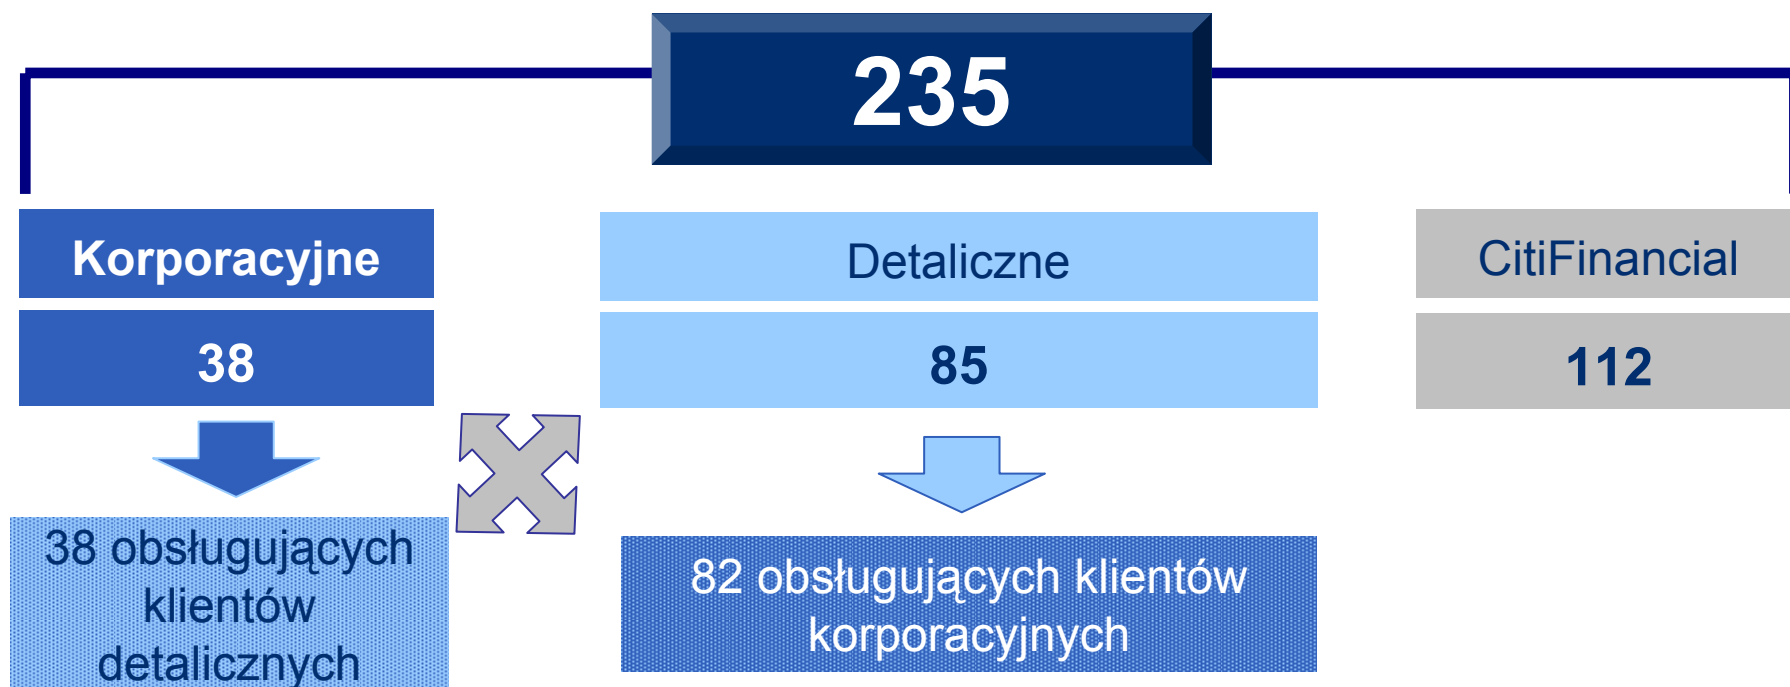 235
Korporacyjne
Detaliczne
CitiFinancial
38
85
112
38 obsługujących
klientów
detalicznych
82 obsługujących klientów
korporacyjnych